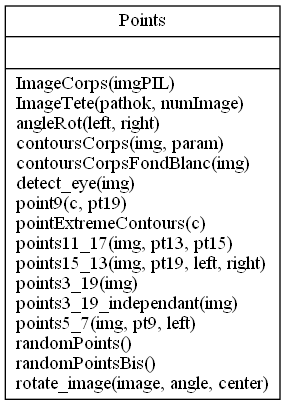 Points
ImageCorps(imgPIL)
ImageTete(pathok, numImage)
angleRot(left, right)
contoursCorps(img, param)
contoursCorpsFondBlanc(img)
detect_eye(img)
point9(c, pt19)
pointExtremeContours(c)
points11_17(img, pt13, pt15)
points15_13(img, pt19, left, right)
points3_19(img)
points3_19_independant(img)
points5_7(img, pt9, left)
randomPoints()
randomPointsBis()
rotate_image(image, angle, center)